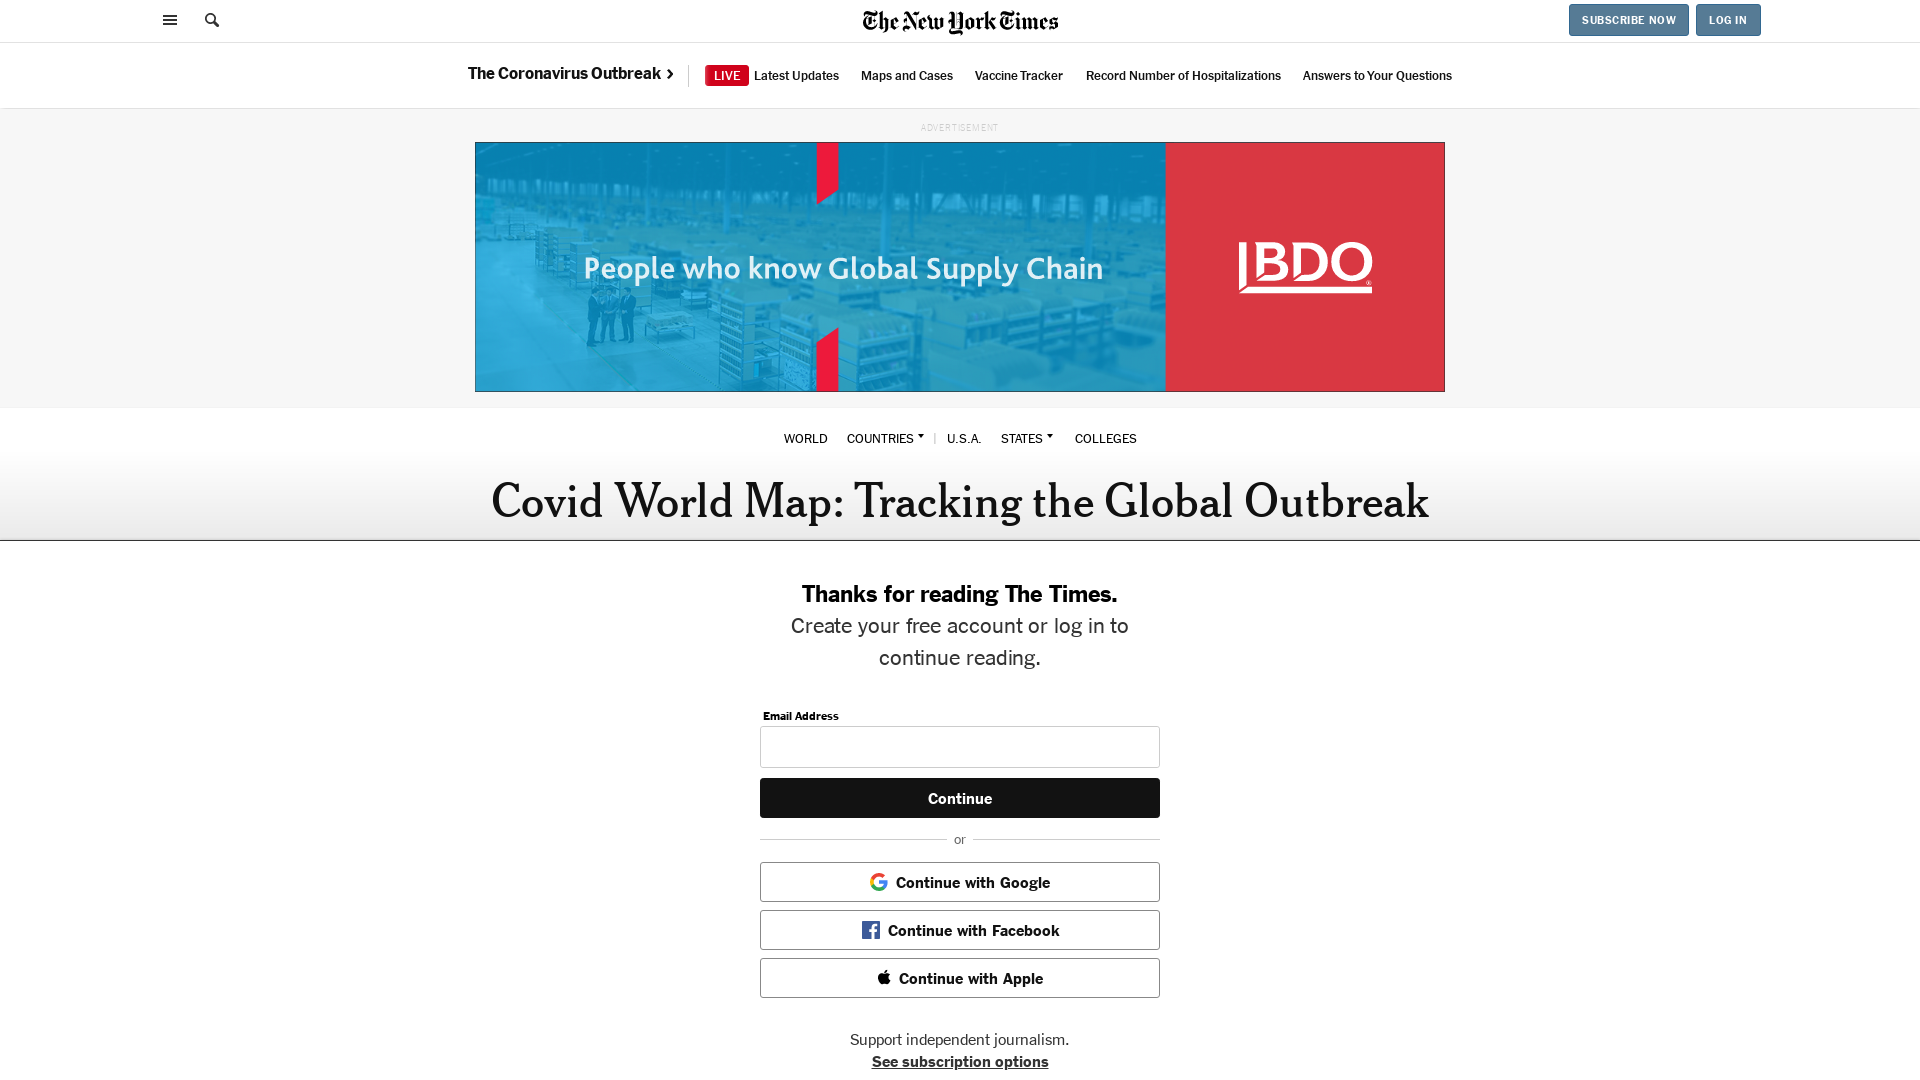 The New York Times
SUBSCRIBE NOW
LOG IN
The Coronavirus Outbreak
LIVE Latest Updates
Maps and Cases
Vaccine Tracker
Record Number of Hospitalizations
Answers to Your Questions
ADVERTISEMENT
People who know Global Supply Chain
BDO
®
WORLD
COUNTRIES
U.S.A.
STATES
COLLEGES
Covid World Map: Tracking the Global Outbreak
Thanks for reading The Times.
Create your free account or log in to
continue reading.
Email Address
Continue
or
Continue with Google
Continue with Facebook
Continue with Apple
Support independent journalism.
See subscription options